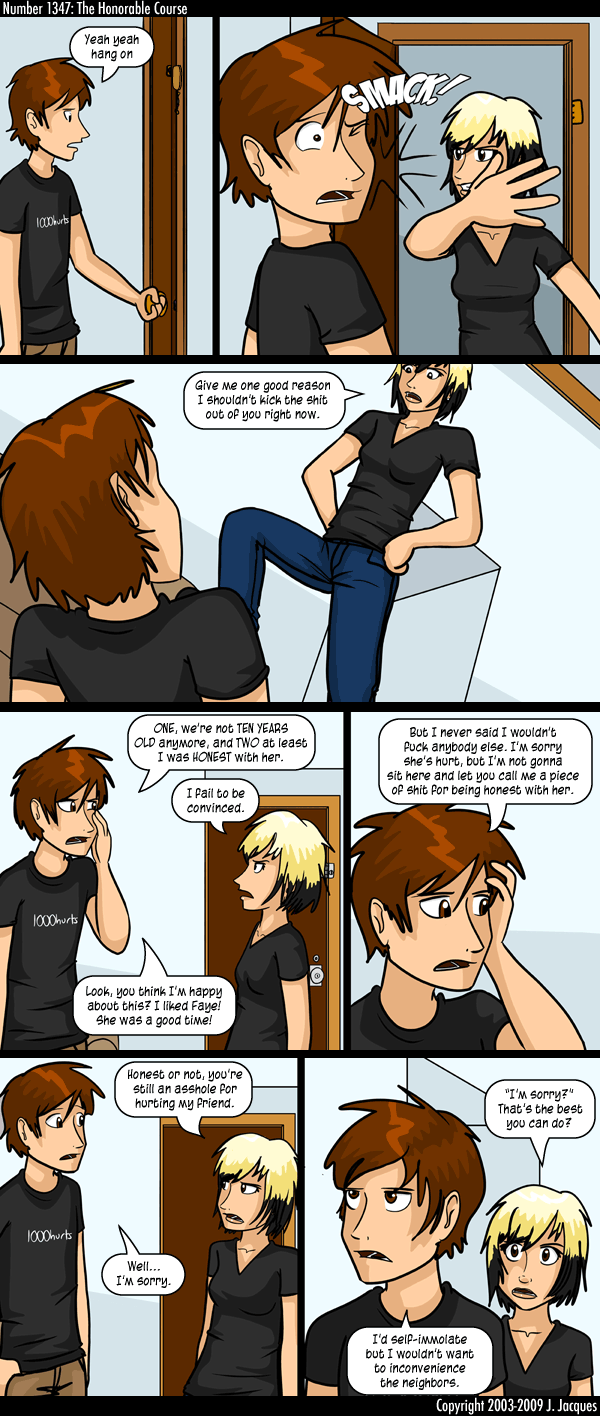 Number 1347: The Honorable Course
Yeah yeah
hang on
1000hurts
SMACK!
Give me one good reason
I shouldn't kick the shit
out of you right now.
ONE, we're not TEN YEARS
OLD anymore, and TWO at least
I was HONEST with her.
I fail to be
convinced.
1000hurts
Look, you think I'm happy
about this? I liked Faye!
She was a good time!
But I never said I wouldn't
fuck anybody else. I'm sorry
she's hurt, but I'm not gonna
sit here and let you call me a piece
of shit for being honest with her.
Honest or not, you're
still an asshole for
hurting my friend.
1000hurts
Well...
I'm sorry.
"I'm sorry?"
That's the best
you can do?
I'd self-immolate
but I wouldn't want
to inconvenience
the neighbors.
Copyright 2003-2009 J. Jacques